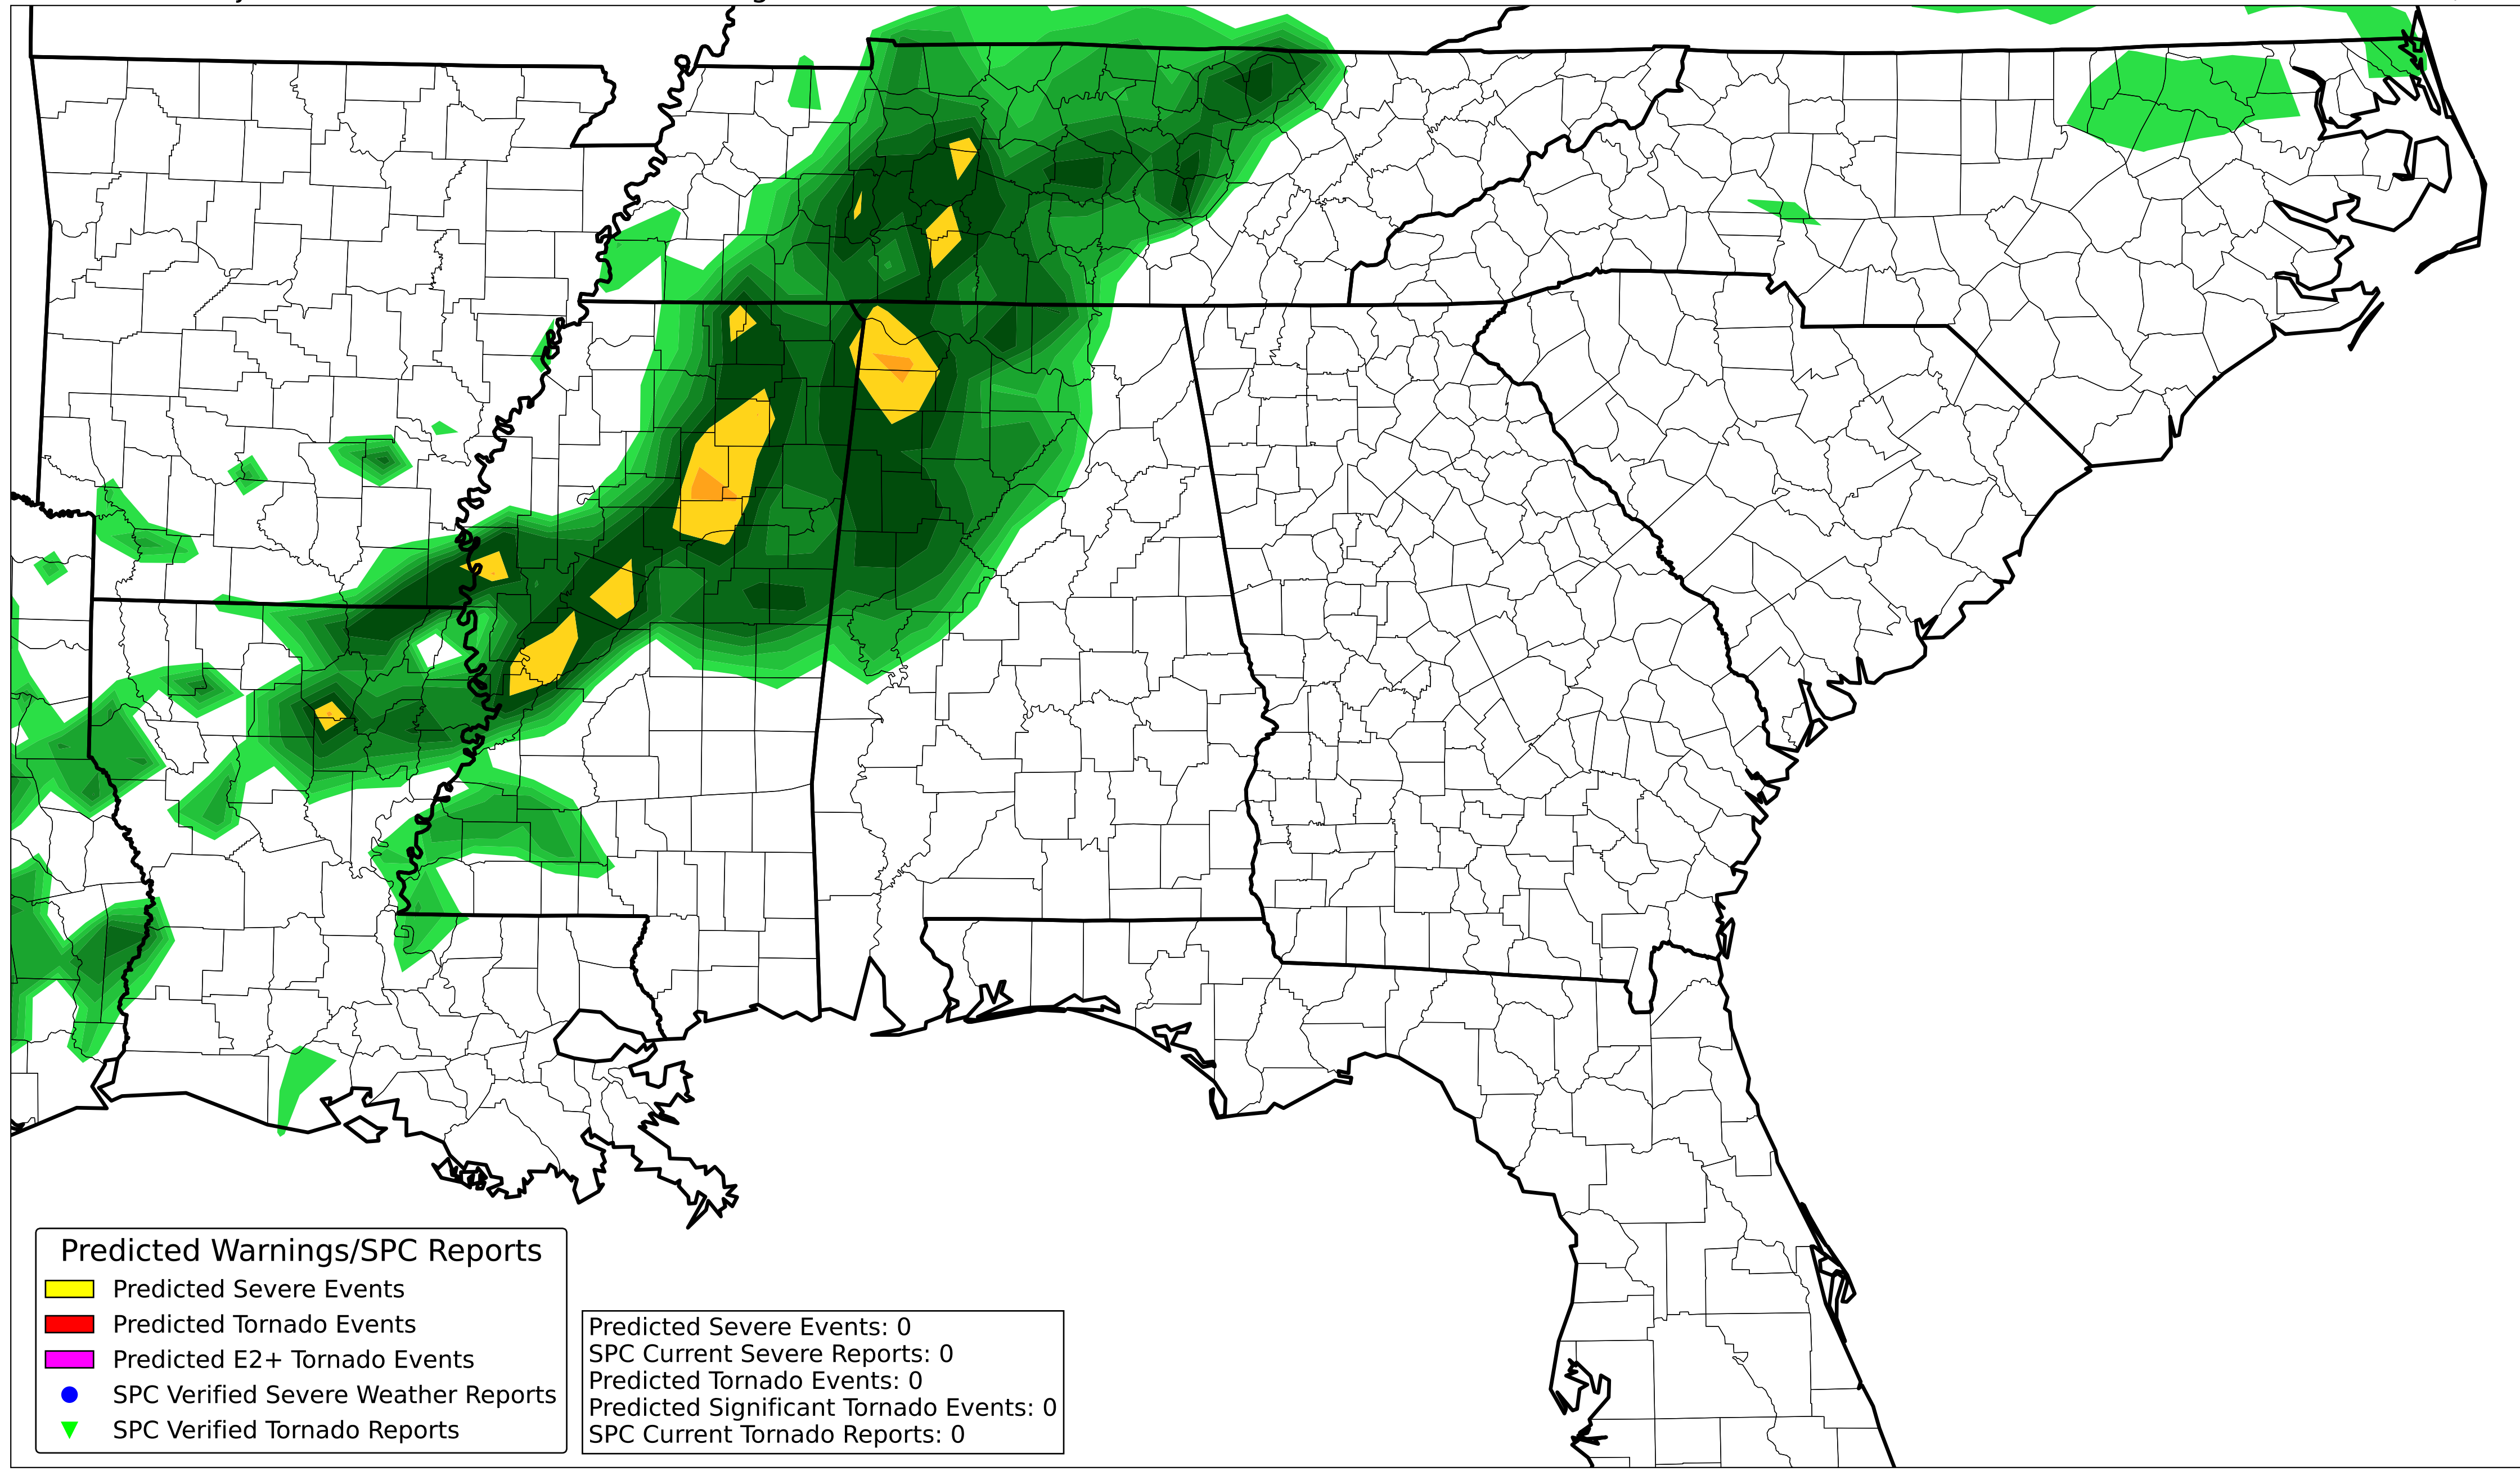 Predicted Warnings/SPC Reports
Predicted Severe Events
Predicted Tornado Events
Predicted E2+ Tornado Events
SPC Verified Severe Weather Reports
SPC Verified Tornado Reports
Predicted Severe Events: 0
SPC Current Severe Reports: 0
Predicted Tornado Events: 0
Predicted Significant Tornado Events: 0
SPC Current Tornado Reports: 0